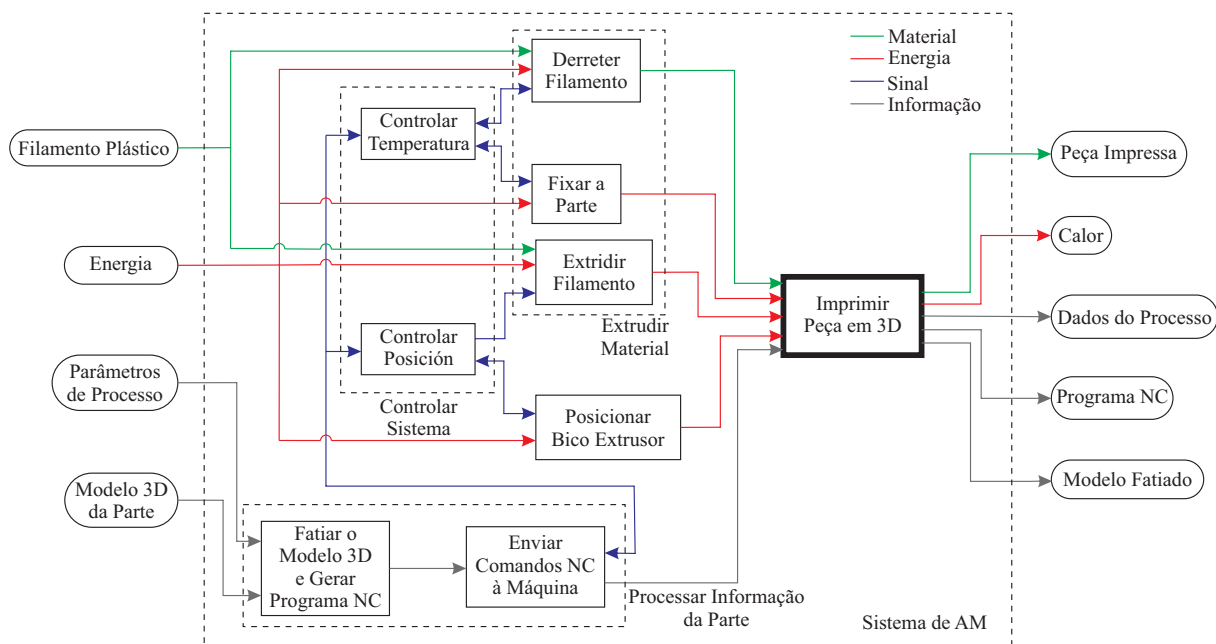 Material
Energia
Sinal
Informação
Derreter
Filamento
Controlar
Temperatura
Filamento Plástico
Peça Impressa
Fixar a
Parte
Calor
Energia
Extridir
Filamento
Imprimir
Peça em 3D
Dados do Processo
Extrudir
Material
Controlar
Posición
Parâmetros
de Processo
Controlar
Sistema
Posicionar
Bico Extrusor
Programa NC
Modelo Fatiado
Modelo 3D
da Parte
Fatiar o
Modelo 3D
e Gerar
Programa NC
Enviar
Comandos NC
à Máquina
Processar Informação
da Parte
Sistema de AM